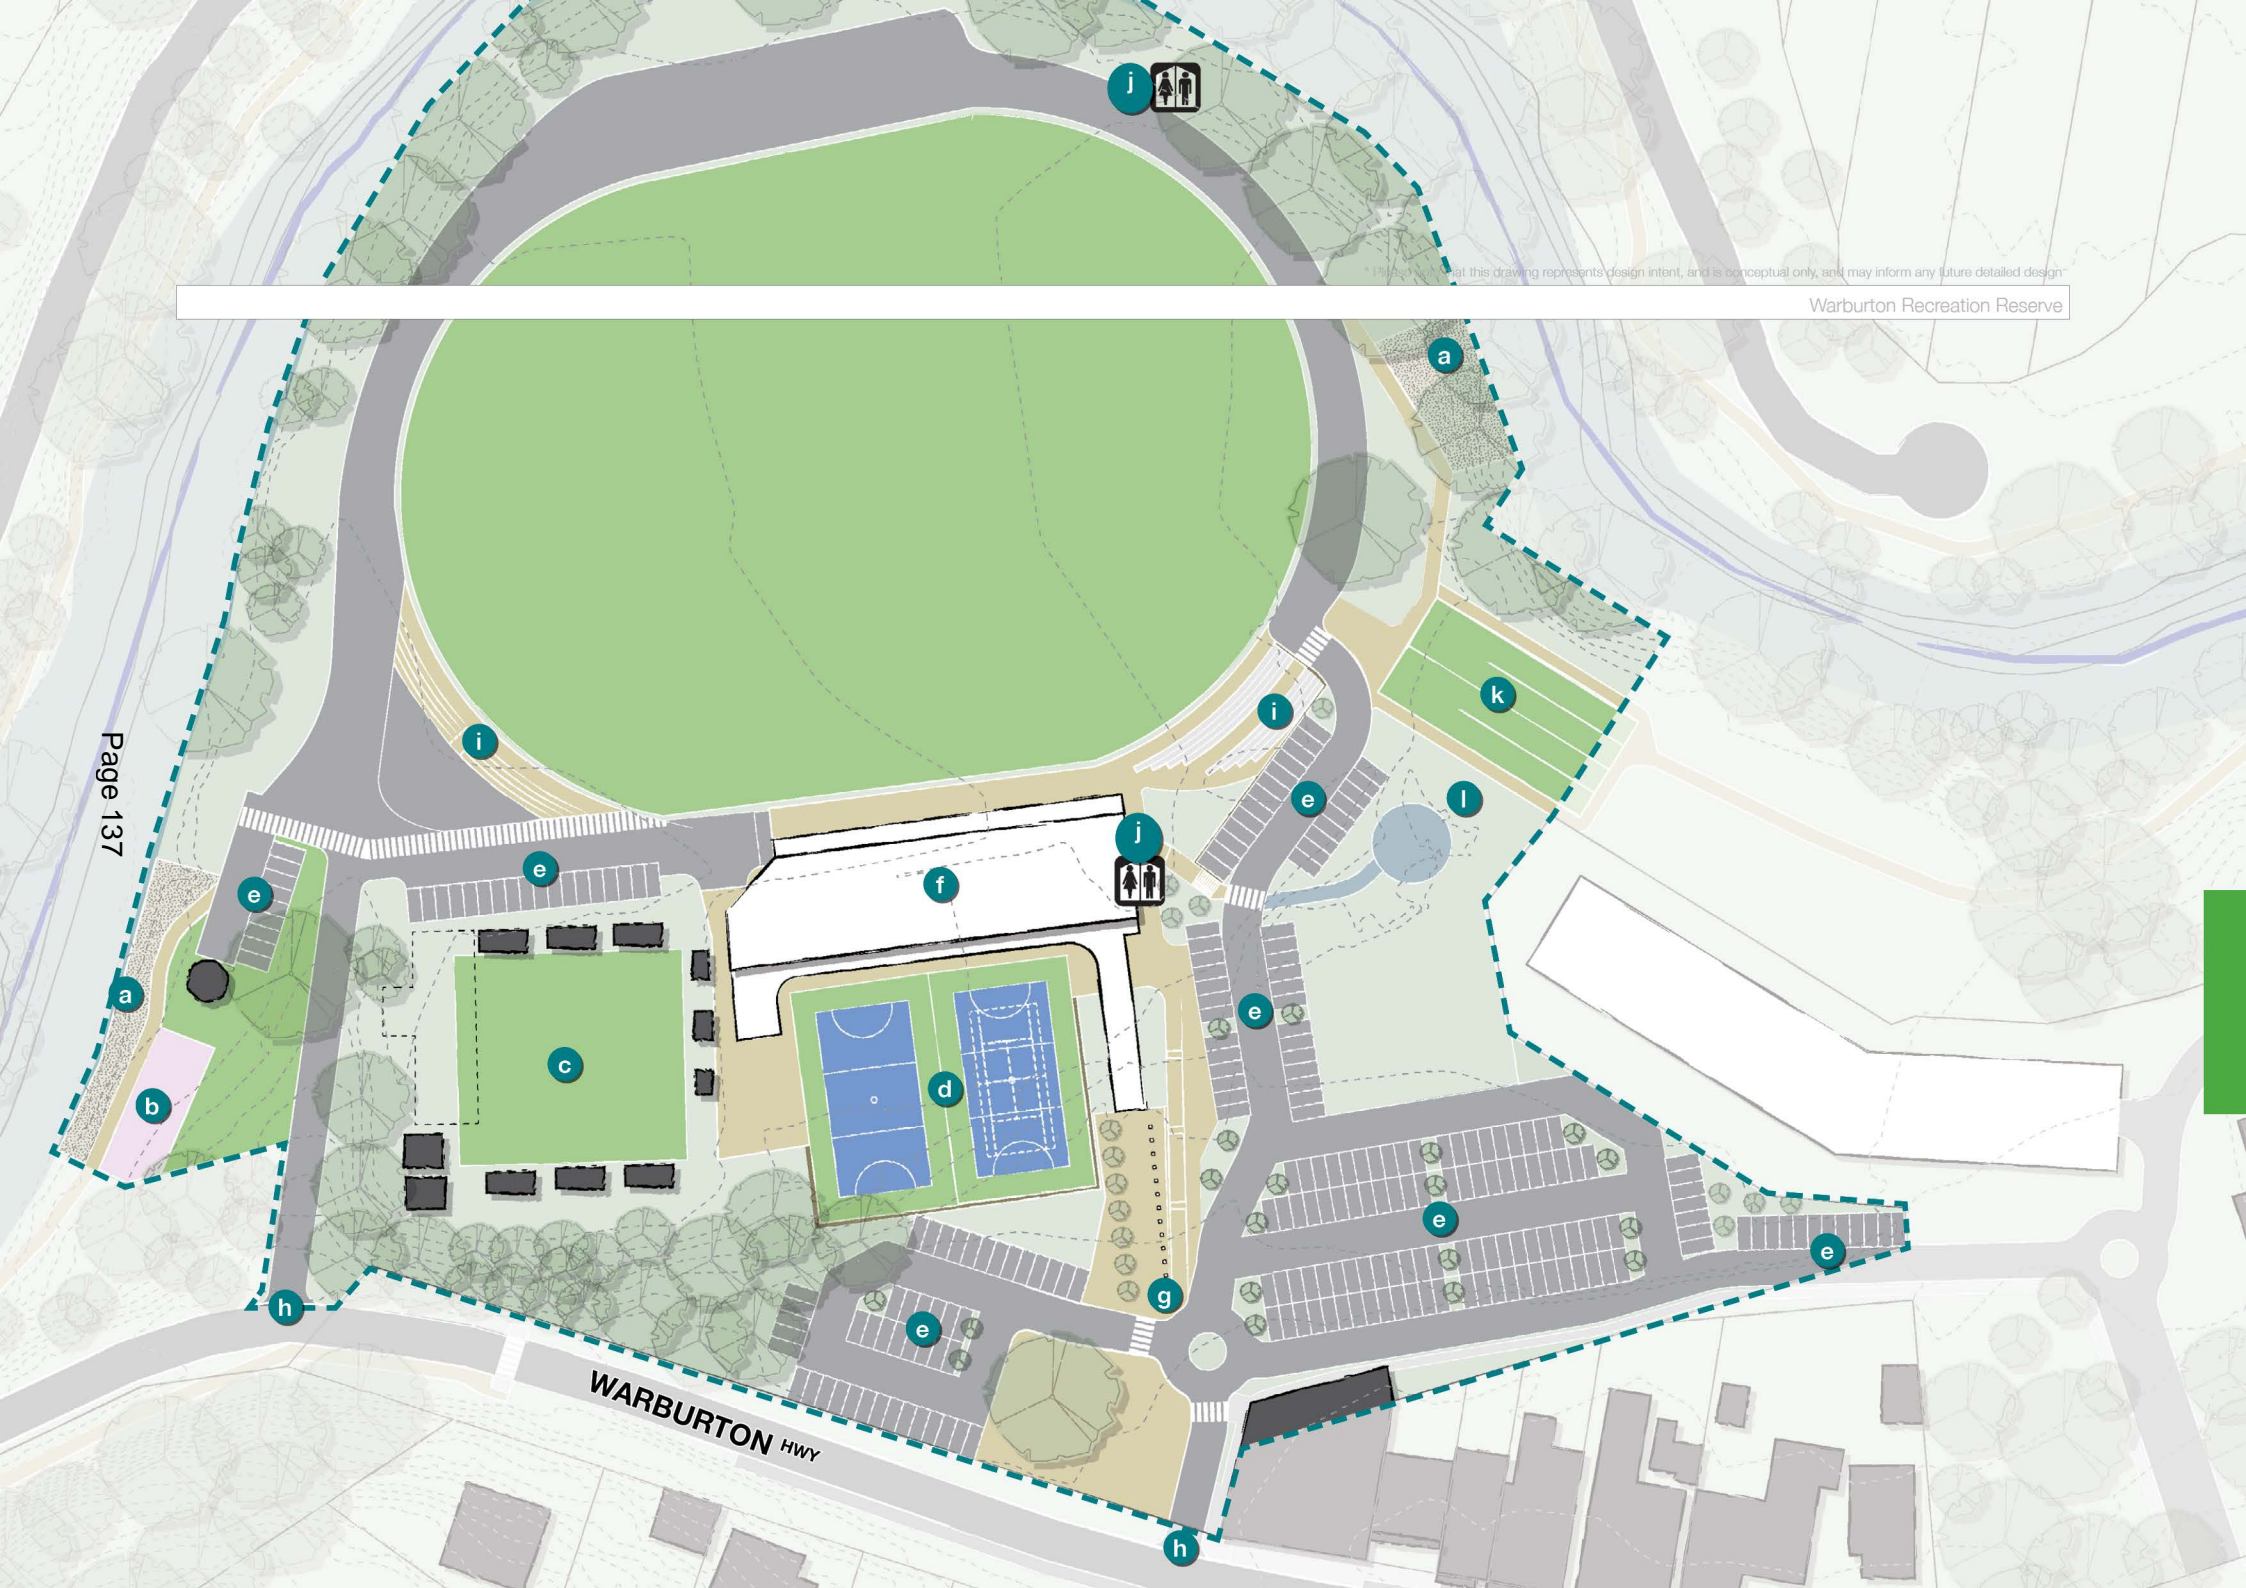 j
* Please note that this drawing represents design intent, and is conceptual only, and may inform any future detailed design
Warburton Recreation Reserve
a
k
i
i
Page 137
l
e
j
e
f
e
a
e
c
d
b
e
e
g
e
h
e
WARBURTON HWY
h